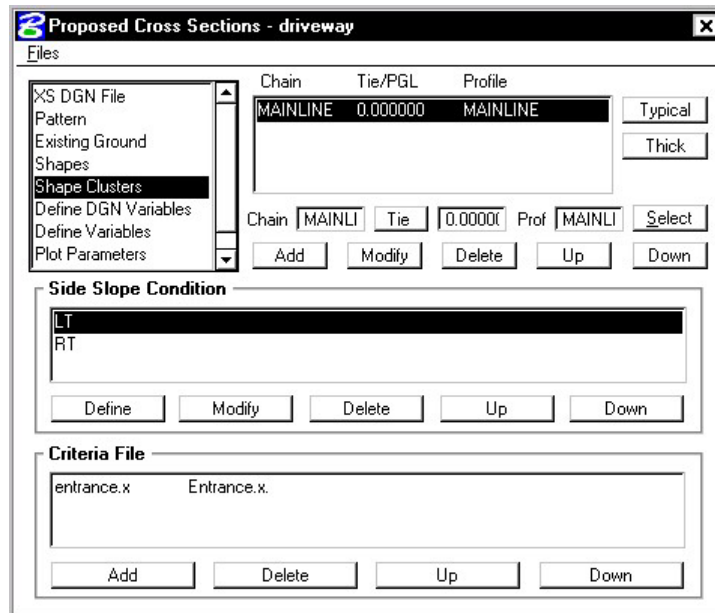 Proposed Cross Sections - driveway
Files
XS DGN File
Pattern
Existing Ground
Shapes
Shape Clusters
Define DGN Variables
Define Variables
Plot Parameters
Chain Tie/PGL Profile
MAINLINE 0.000000 MAINLINE
Typical
Thick
Chain MAINLI Tie 0.0000( Prof MAINLI Select
Add Modify Delete Up Down
Side Slope Condition
LT
RT
Define Modify Delete Up Down
Criteria File
entrance.x Entrance.x.
Add Delete Up Down